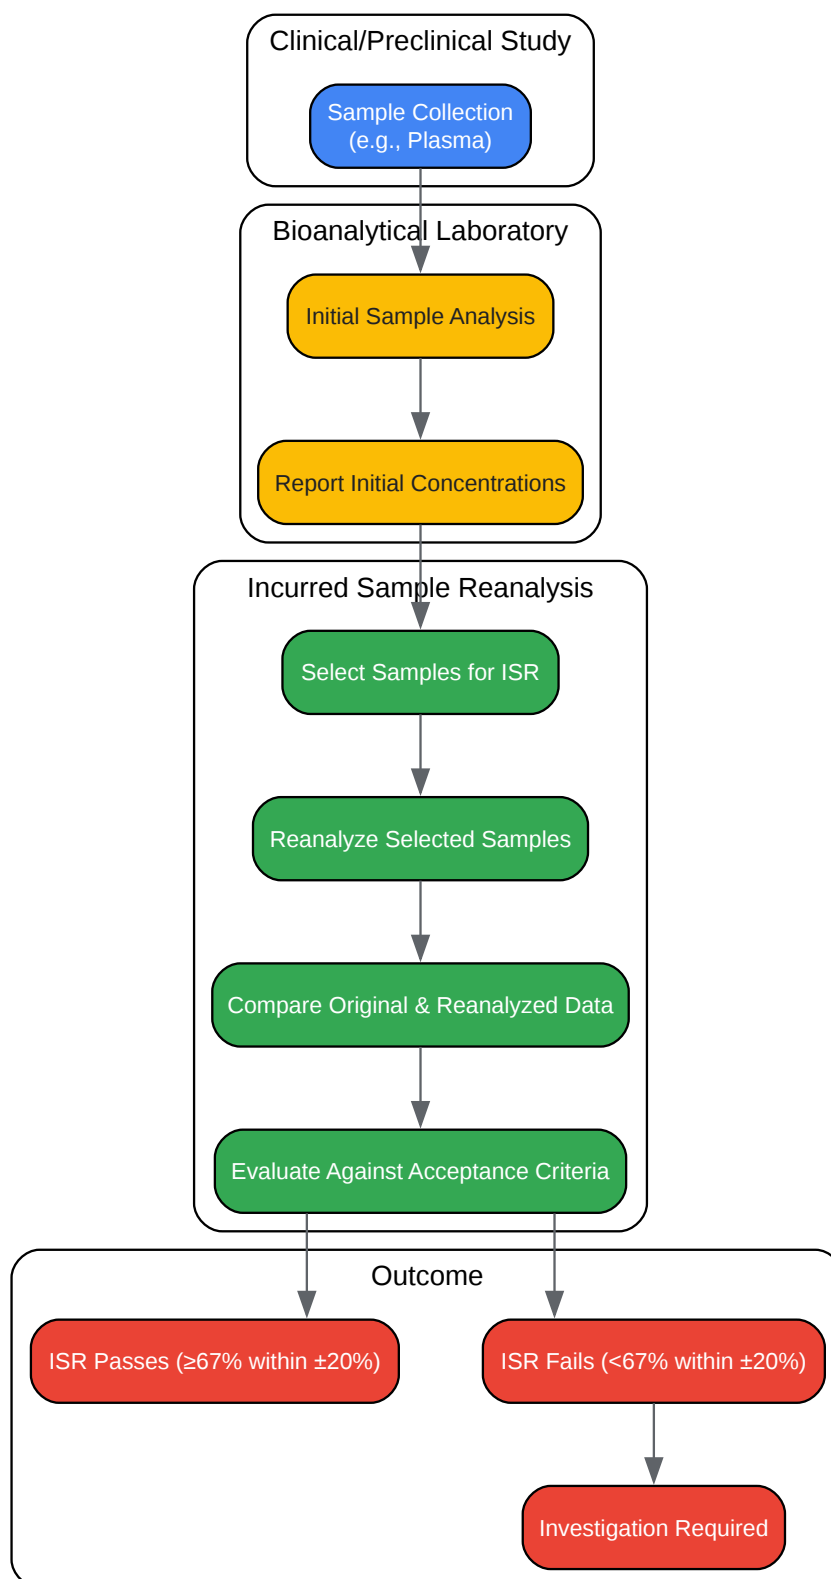 Clinical/Preclinical Study
Sample Collection
(e.g., Plasma)
Bioanalytical Laboratory
Initial Sample Analysis
Report Initial Concentrations
Incurred Sample Reanalysis
Select Samples for ISR
Reanalyze Selected Samples
Compare Original & Reanalyzed Data
Evaluate Against Acceptance Criteria
Outcome
ISR Passes (≥67% within ±20%)
ISR Fails (<67% within ±20%)
Investigation Required